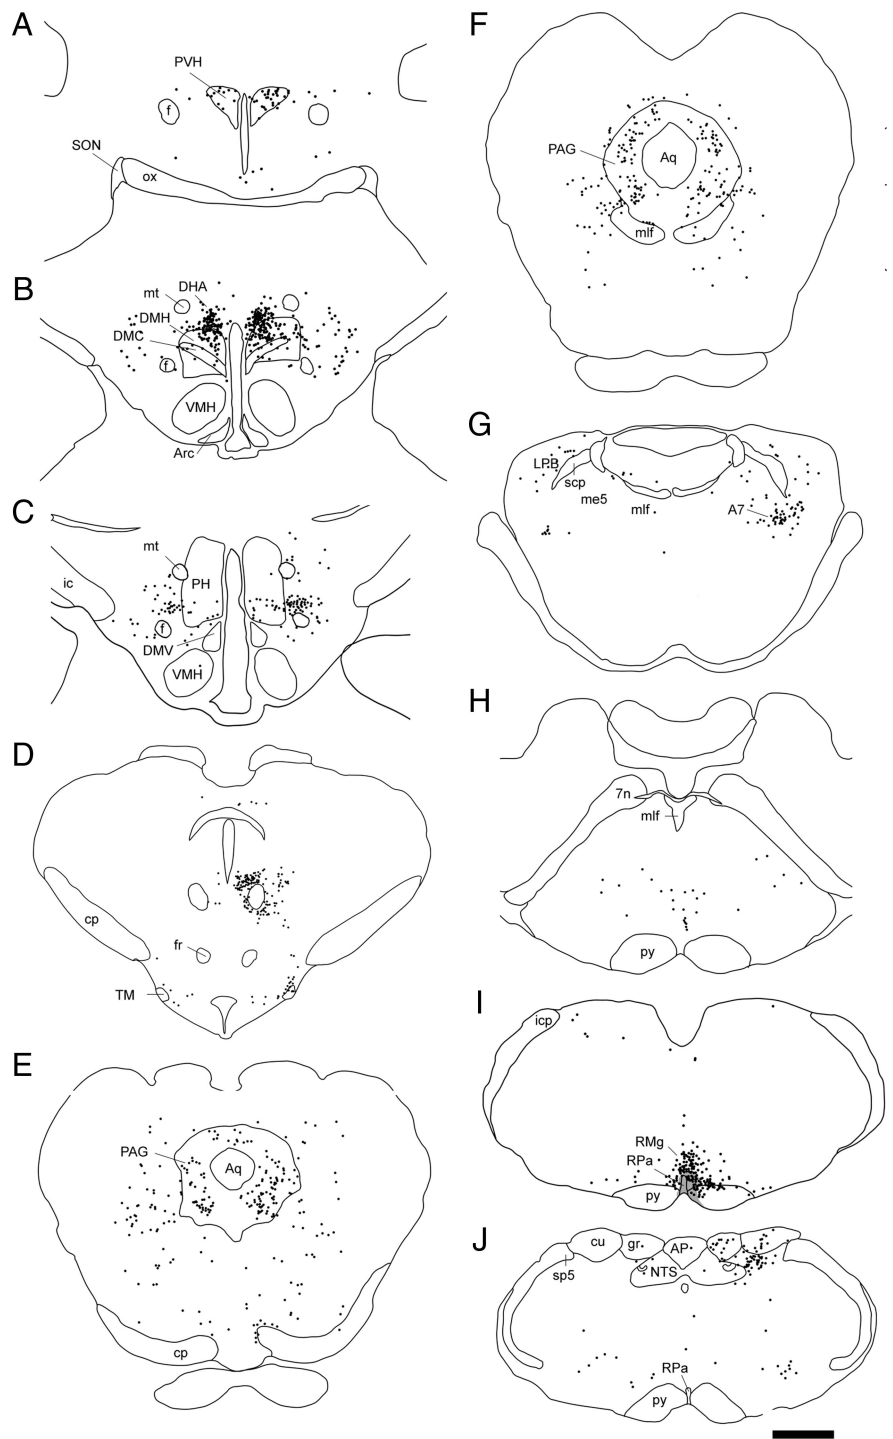 A
PVH
f
SON
ox
B
DHA
mt
DMH
DMC
f
VMH
Arc
C
mt
ic
PH
f
DMV
VMH
D
cp
fr
TM
E
PAG
Aq
cp
F
PAG
Aq
mlf
G
LPB
scp
me5
mlf
A7
H
7n
mlf
py
I
icp
RMg
RPa
py
J
cu
gr
AP
NTS
sp5
RPa
py